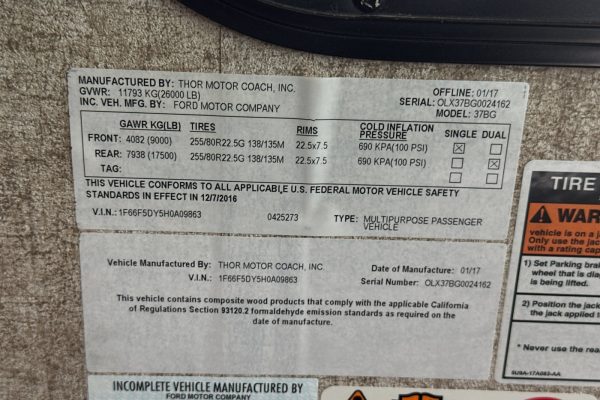 MANUFACTURED BY: THOR MOTOR COACH, INC.
GVWR: 11793 KG(26000 LB)
INC. VEH. MFG. BY: FORD MOTOR COMPANY
OFFLINE: 01/17
SERIAL: OLX37BG0024162
MODEL: 37BG
GAWR KG(LB) TIRES RIMS COLD INFLATION PRESSURE SINGLE DUAL
FRONT: 4082 (9000) 255/80R22.5G 138/135M 22.5x7.5 690 KPA(100 PSI) ☒ ☐
REAR: 7938 (17500) 255/80R22.5G 138/135M 22.5x7.5 690 KPA(100 PSI) ☐ ☒
TAG: ☐ ☐
THIS VEHICLE CONFORMS TO ALL APPLICABLE U.S. FEDERAL MOTOR VEHICLE SAFETY
STANDARDS IN EFFECT IN 12/7/2016
V.I.N.: 1F66F5DY5H0A09863 0425273 TYPE: MULTIPURPOSE PASSENGER
VEHICLE
Vehicle Manufactured By: THOR MOTOR COACH, INC
V.I.N.: 1F66F5DY5H0A09863
Date of Manufacture: 01/17
Serial Number: OLX37BG0024162
This vehicle contains composite wood products that comply with the applicable California
of Regulations Section 93120.2 formaldehyde emission standards as required on the
date of manufacture.
INCOMPLETE VEHICLE MANUFACTURED BY
FORD MOTOR COMPANY
TIRE
WAR
vehicle is on a ja
Only use the jac
with a rating cap
1) Set Parking brak
wheel that is diag
is being lifted.
2) Position the jack
the jack applied t
* Never use the rea